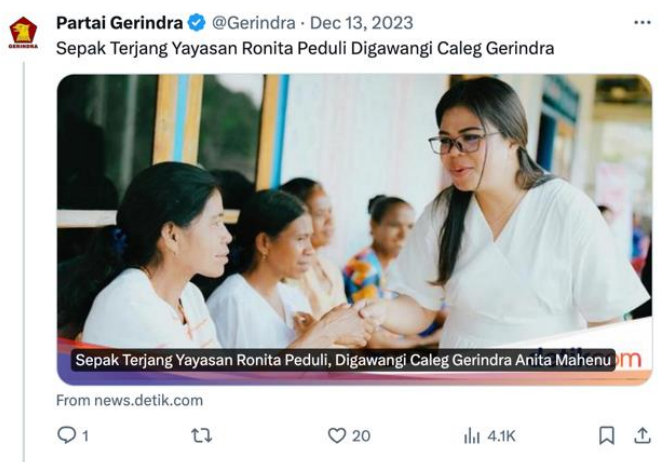 Partai Gerindra @Gerindra · Dec 13, 2023
GERINDRA
Sepak Terjang Yayasan Ronita Peduli Digawangi Caleg Gerindra
Sepak Terjang Yayasan Ronita Peduli, Digawangi Caleg Gerindra Anita Mahenu
From news.detik.com
1
20
4.1K